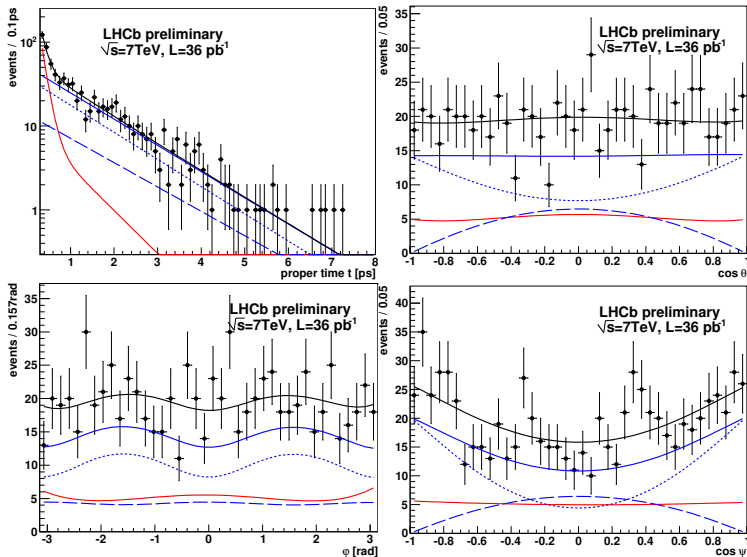 events / 0.1ps
LHCb preliminary
√s=7TeV, L=36 pb⁻¹
10²
10
1
1 2 3 4 5 6 7 8
proper time t [ps]
events / 0.05
LHCb preliminary
√s=7TeV, L=36 pb⁻¹
40
35
30
25
20
15
10
5
0
-1 -0.8 -0.6 -0.4 -0.2 0 0.2 0.4 0.6 0.8 1
cos θ
events / 0.157rad
LHCb preliminary
√s=7TeV, L=36 pb⁻¹
35
30
25
20
15
10
5
0
-3 -2 -1 0 1 2 3
φ [rad]
events / 0.05
LHCb preliminary
√s=7TeV, L=36 pb⁻¹
40
35
30
25
20
15
10
5
0
-1 -0.8 -0.6 -0.4 -0.2 0 0.2 0.4 0.6 0.8 1
cos ψ